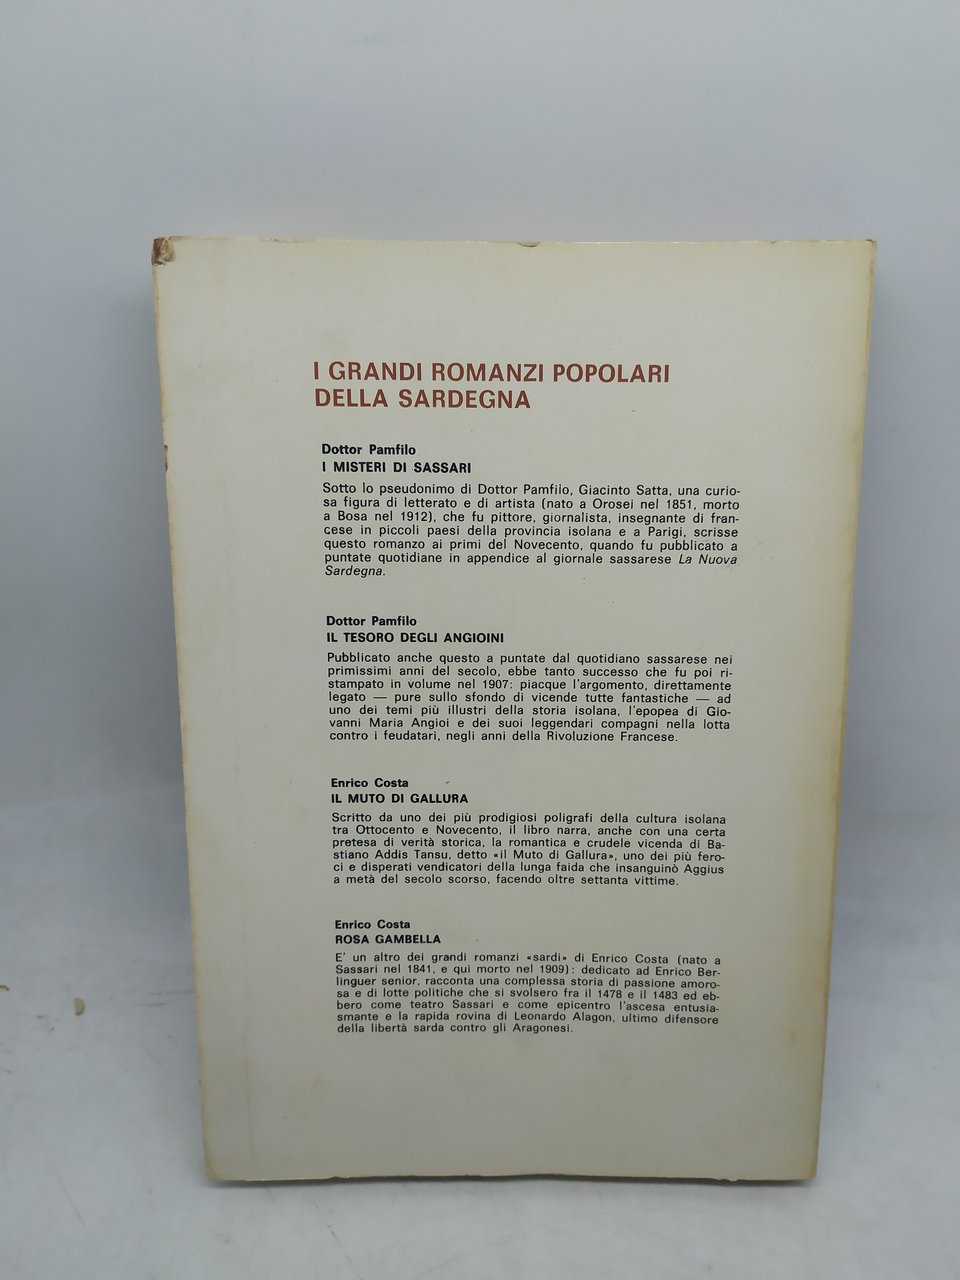 I GRANDI ROMANZI POPOLARI
DELLA SARDEGNA
Dottor Pamfilo
I MISTERI DI SASSARI
Sotto lo pseudonimo di Dottor Pamfilo, Giacinto Satta, una curio-
sa figura di letterato e di artista (nato a Orosei nel 1851, morto
a Bosa nel 1912), che fu pittore, giornalista, insegnante di fran-
cese in piccoli paesi della provincia isolana e a Parigi, scrisse
questo romanzo ai primi del Novecento, quando fu pubblicato a
puntate quotidiane in appendice al giornale sassarese La Nuova
Sardegna.
Dottor Pamfilo
IL TESORO DEGLI ANGIOINI
Pubblicato anche questo a puntate dal quotidiano sassarese nei
primissimi anni del secolo, ebbe tanto successo che fu poi ri-
stampato in volume nel 1907: piacque l'argomento, direttamente
legato — pure sullo sfondo di vicende tutte fantastiche — ad
uno dei temi più illustri della storia isolana, l'epopea di Gio-
vanni Maria Angioi e dei suoi leggendari compagni nella lotta
contro i feudatari, negli anni della Rivoluzione Francese.
Enrico Costa
IL MUTO DI GALLURA
Scritto da uno dei più prodigiosi poligrafi della cultura isolana
tra Ottocento e Novecento, il libro narra, anche con una certa
pretesa di verità storica, la romantica e crudele vicenda di Ba-
stiano Addis Tansu, detto «il Muto di Gallura», uno dei più fero-
ci e disperati vendicatori della lunga faida che insanguinò Aggius
a metà del secolo scorso, facendo oltre settanta vittime.
Enrico Costa
ROSA GAMBELLA
E' un altro dei grandi romanzi «sardi» di Enrico Costa (nato a
Sassari nel 1841, e qui morto nel 1909): dedicato ad Enrico Ber-
linguer senior, racconta una complessa storia di passione amoro-
sa e di lotte politiche che si svolsero fra il 1478 e il 1483 ed eb-
bero come teatro Sassari e come epicentro l'ascesa entusia-
smante e la rapida rovina di Leonardo Alagon, ultimo difensore
della libertà sarda contro gli Aragonesi.